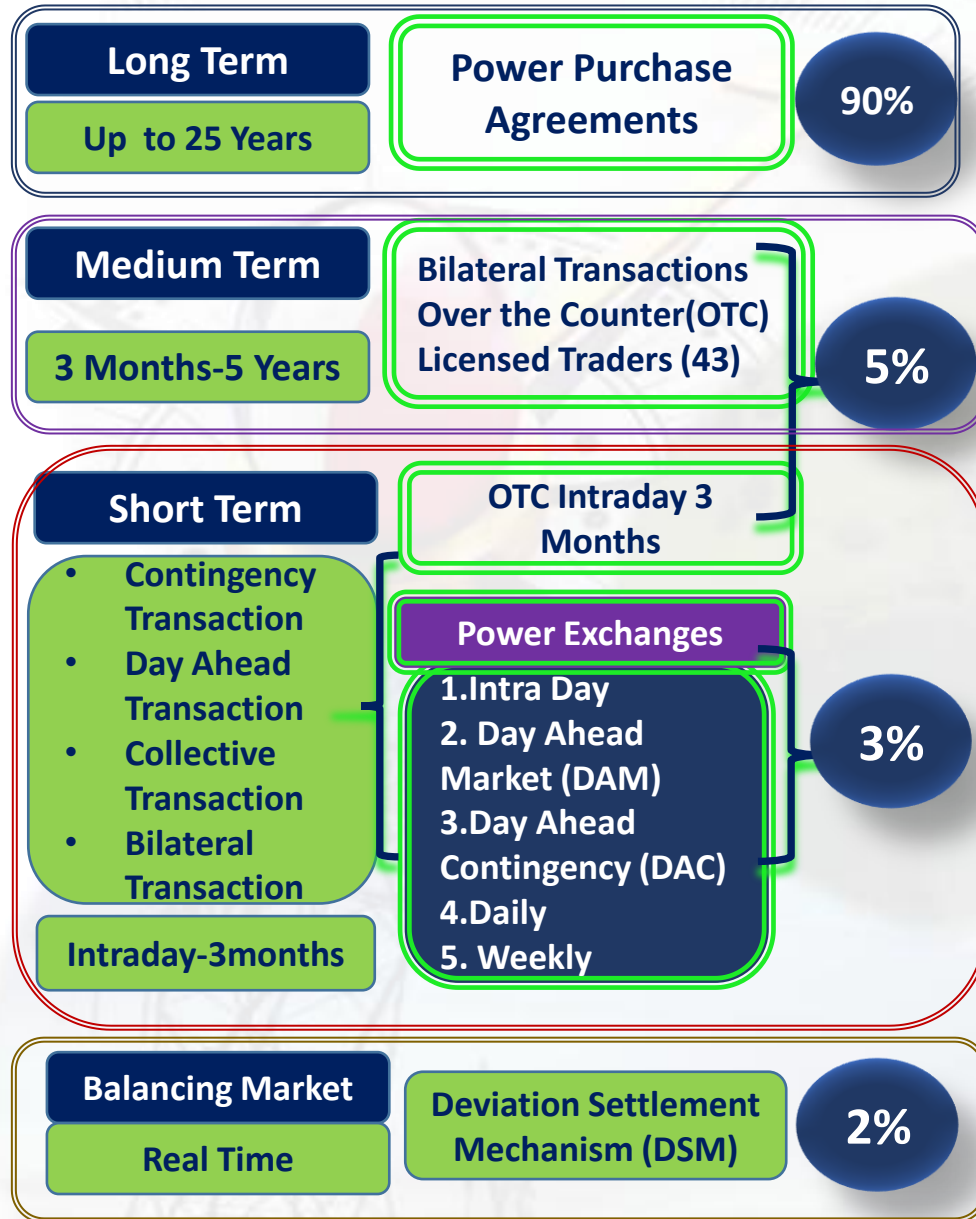 Long Term
Up to 25 Years
Power Purchase
Agreements
90%
Medium Term
3 Months-5 Years
Bilateral Transactions
Over the Counter(OTC)
Licensed Traders (43)
5%
Short Term
• Contingency
Transaction
• Day Ahead
Transaction
• Collective
Transaction
• Bilateral
Transaction
Intraday-3months
OTC Intraday 3
Months
Power Exchanges
1.Intra Day
2. Day Ahead
Market (DAM)
3.Day Ahead
Contingency (DAC)
4.Daily
5. Weekly
3%
Balancing Market
Real Time
Deviation Settlement
Mechanism (DSM)
2%